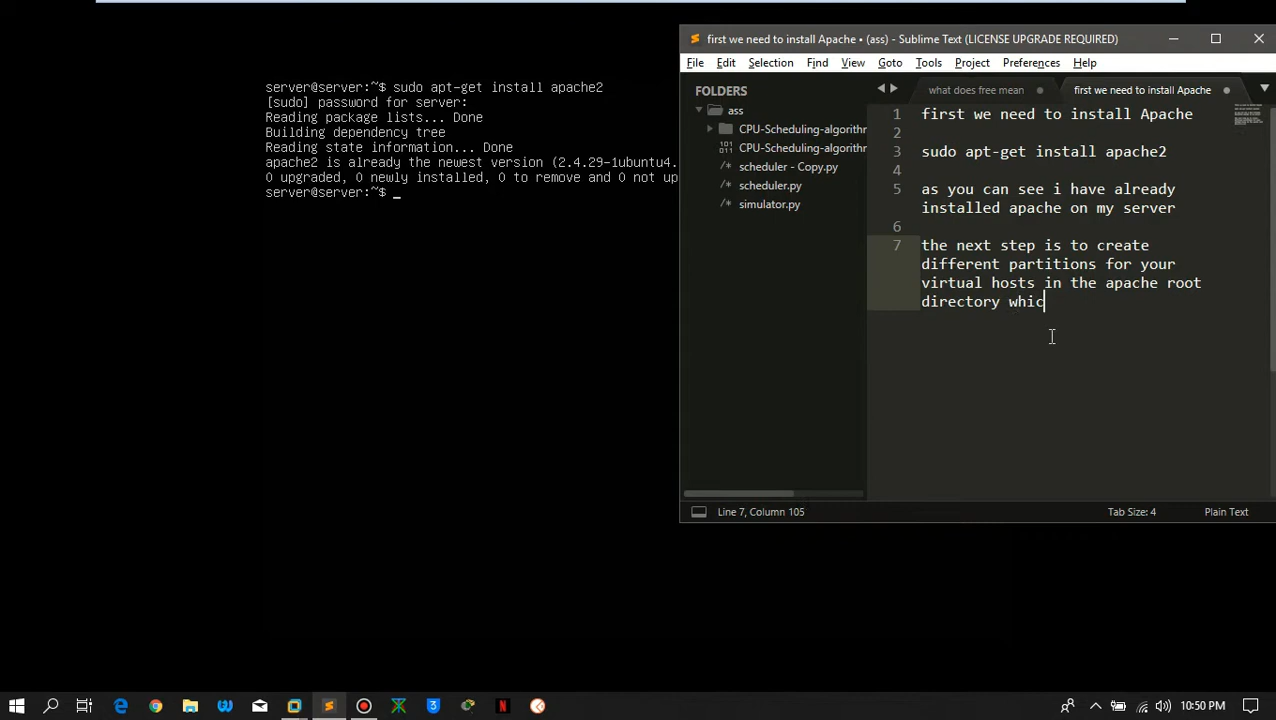 server@server:~$ sudo apt-get install apache2
[sudo] password for server:
Reading package lists... Done
Building dependency tree
Reading state information... Done
apache2 is already the newest version (2.4.29-1ubuntu4.
0 upgraded, 0 newly installed, 0 to remove and 0 not up
server@server:~$ _
first we need to install Apache • (ass) - Sublime Text (LICENSE UPGRADE REQUIRED)
File Edit Selection Find View Goto Tools Project Preferences Help
FOLDERS
ass
CPU-Scheduling-algorithr
CPU-Scheduling-algorithm
/* scheduler - Copy.py
/* scheduler.py
/* simulator.py
what does free mean
first we need to install Apache
1 first we need to install Apache
2
3 sudo apt-get install apache2
4
5 as you can see i have already
installed apache on my server
6
7 the next step is to create
different partitions for your
virtual hosts in the apache root
directory whic
Line 7, Column 105
Tab Size: 4
Plain Text
10:50 PM